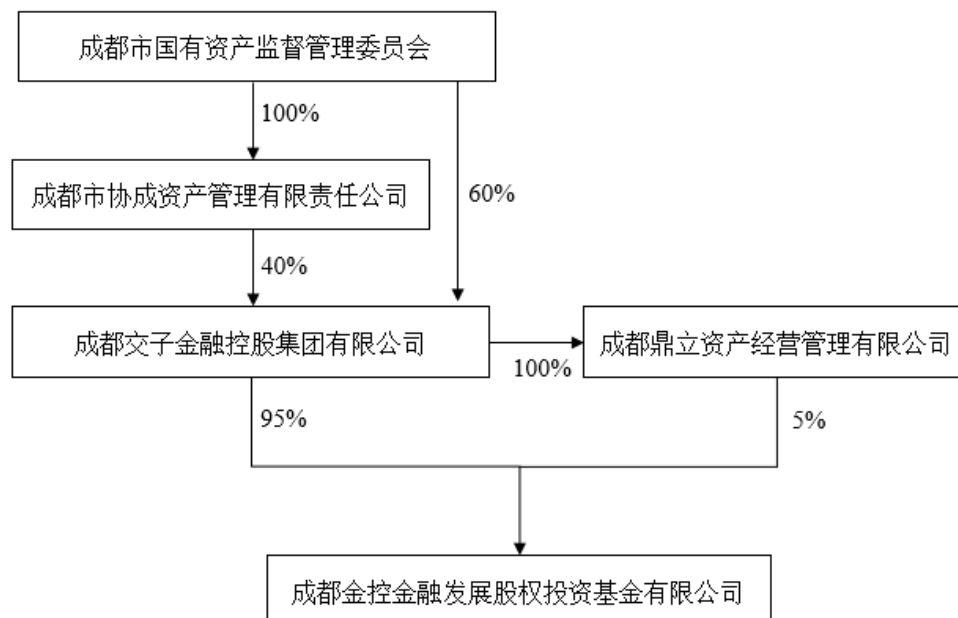 成都市国有资产监督管理委员会
100%
成都市协成资产管理有限责任公司
60%
40%
成都交子金融控股集团有限公司
100%
成都鼎立资产经营管理有限公司
95%
5%
成都金控金融发展股权投资基金有限公司